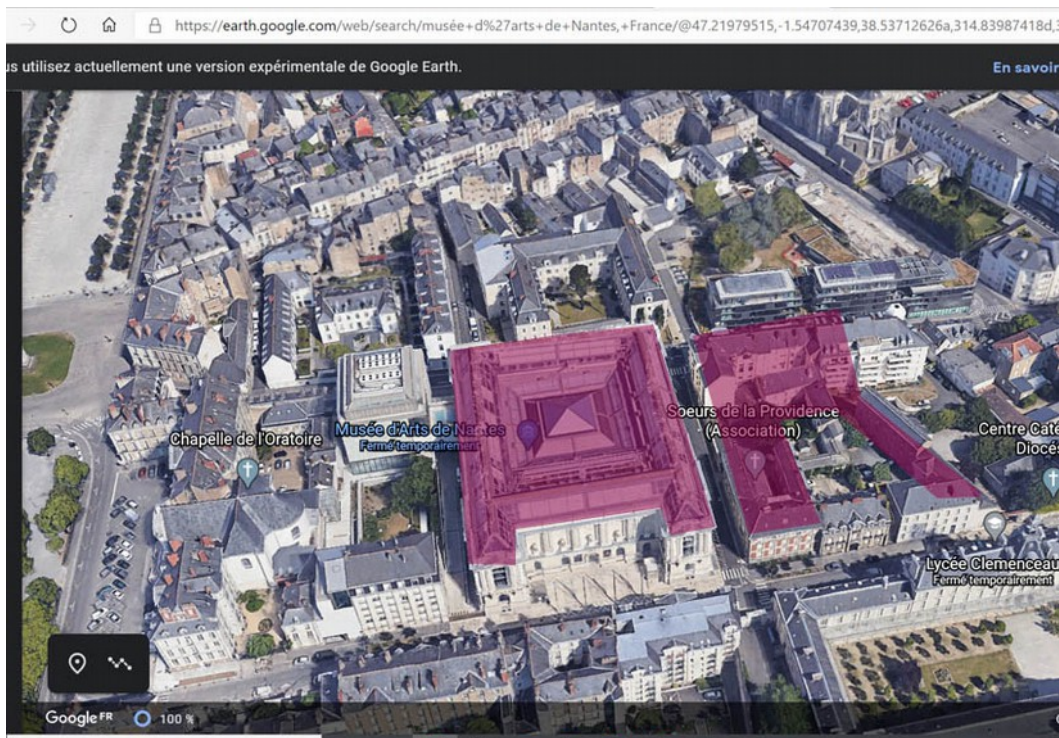 https://earth.google.com/web/search/musée+d%27arts+de+Nantes,+France/@47.21979515,-1.54707439,38.53712626a,314.83987418d,
us utilisez actuellement une version expérimentale de Google Earth.
En savoir
Chapelle de l'Oratoire
Musée d'Arts de Nantes
Fermé temporairement
Soeurs de la Providence
(Association)
Centre Caté
Diocés
Lycée Clemenceau
Fermé temporairement
Google FR
100 %